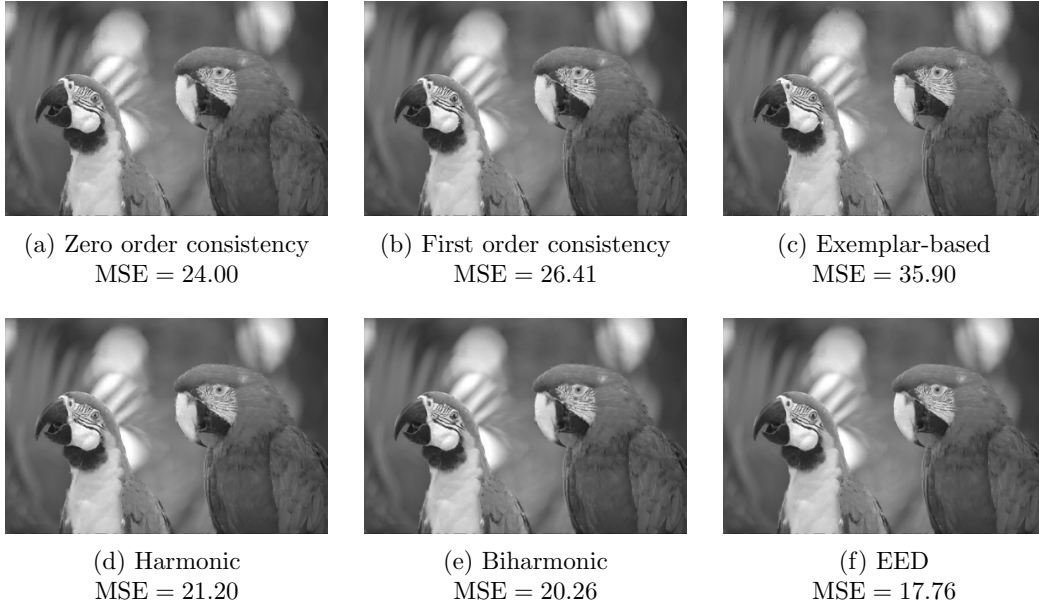 (a) Zero order consistency
MSE = 24.00
(b) First order consistency
MSE = 26.41
(c) Exemplar-based
MSE = 35.90
(d) Harmonic
MSE = 21.20
(e) Biharmonic
MSE = 20.26
(f) EED
MSE = 17.76